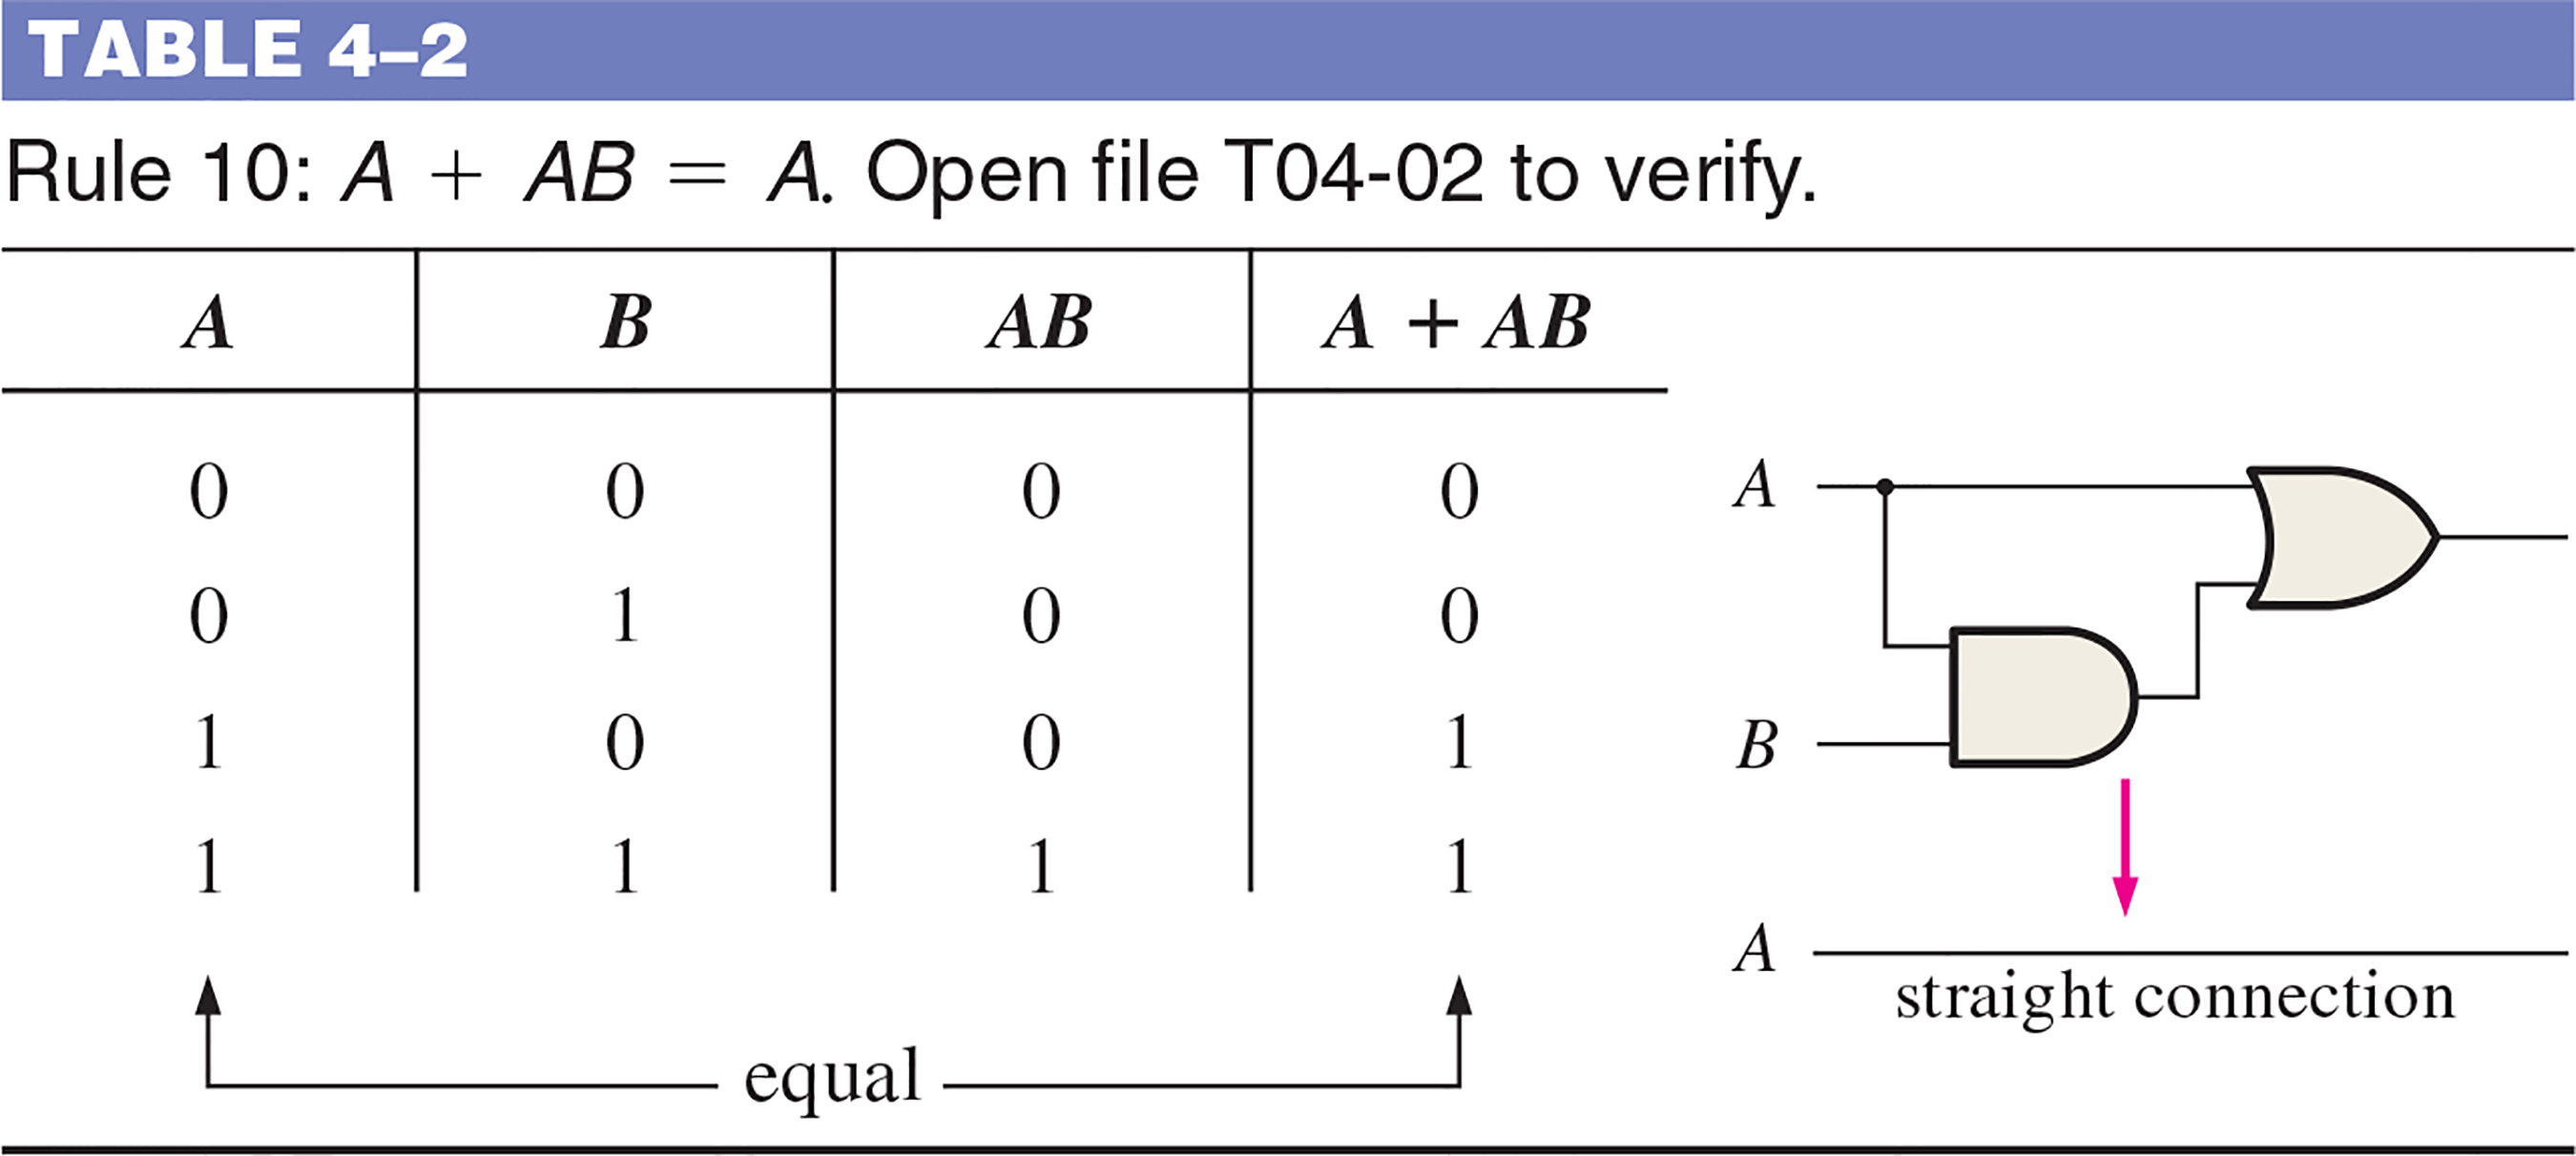 TABLE 4–2
Rule 10: A + AB = A. Open file T04-02 to verify.
A B AB A + AB
0 0 0 0
0 1 0 0
1 0 0 1
1 1 1 1
equal
A
B
A
straight connection